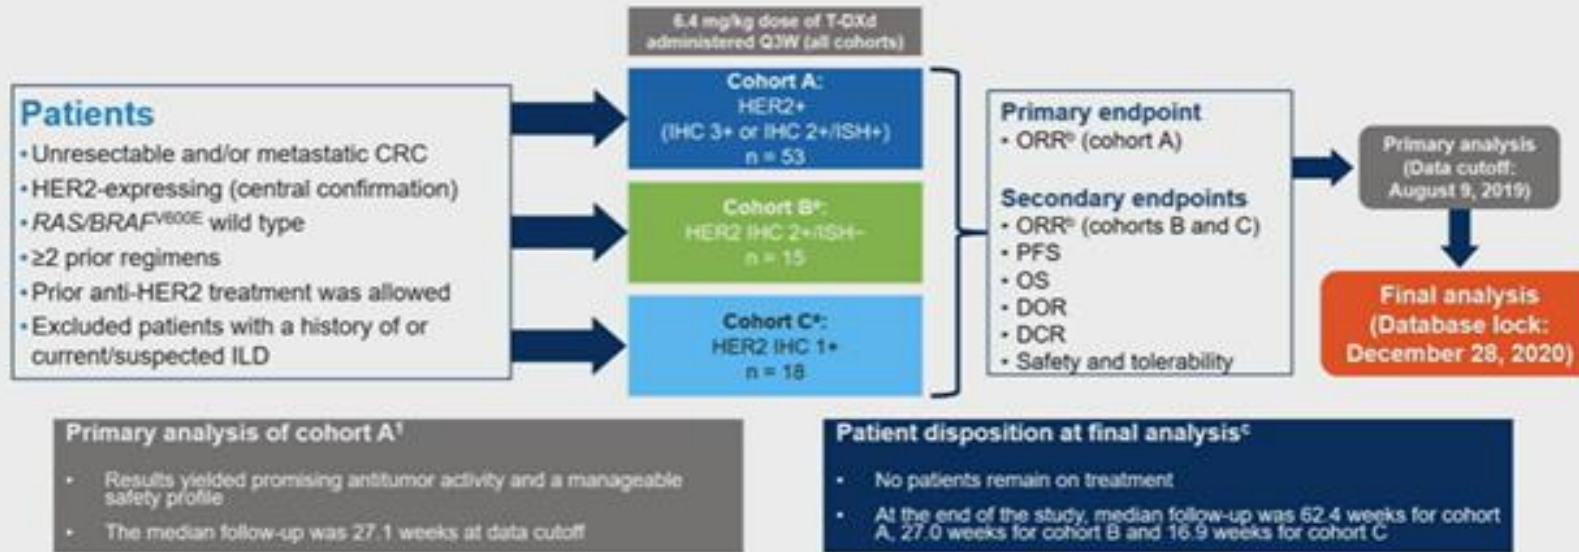 6.4 mg/kg dose of T-DXd
administered Q3W (all cohorts)
Patients
• Unresectable and/or metastatic CRC
• HER2-expressing (central confirmation)
• RAS/BRAFV600E wild type
• ≥2 prior regimens
• Prior anti-HER2 treatment was allowed
• Excluded patients with a history of or
current/suspected ILD
Cohort A:
HER2+
(IHC 3+ or IHC 2+/ISH+)
n = 53
Cohort Bª:
HER2 IHC 2+/ISH−
n = 15
Cohort Cª:
HER2 IHC 1+
n = 18
Primary endpoint
• ORRᵇ (cohort A)
Secondary endpoints
• ORRᵇ (cohorts B and C)
• PFS
• OS
• DOR
• DCR
• Safety and tolerability
Primary analysis
(Data cutoff:
August 9, 2019)
Final analysis
(Database lock:
December 28, 2020)
Primary analysis of cohort A¹
• Results yielded promising antitumor activity and a manageable
safety profile
• The median follow-up was 27.1 weeks at data cutoff
Patient disposition at final analysisᶜ
• No patients remain on treatment
• At the end of the study, median follow-up was 62.4 weeks for cohort
A, 27.0 weeks for cohort B and 16.9 weeks for cohort C